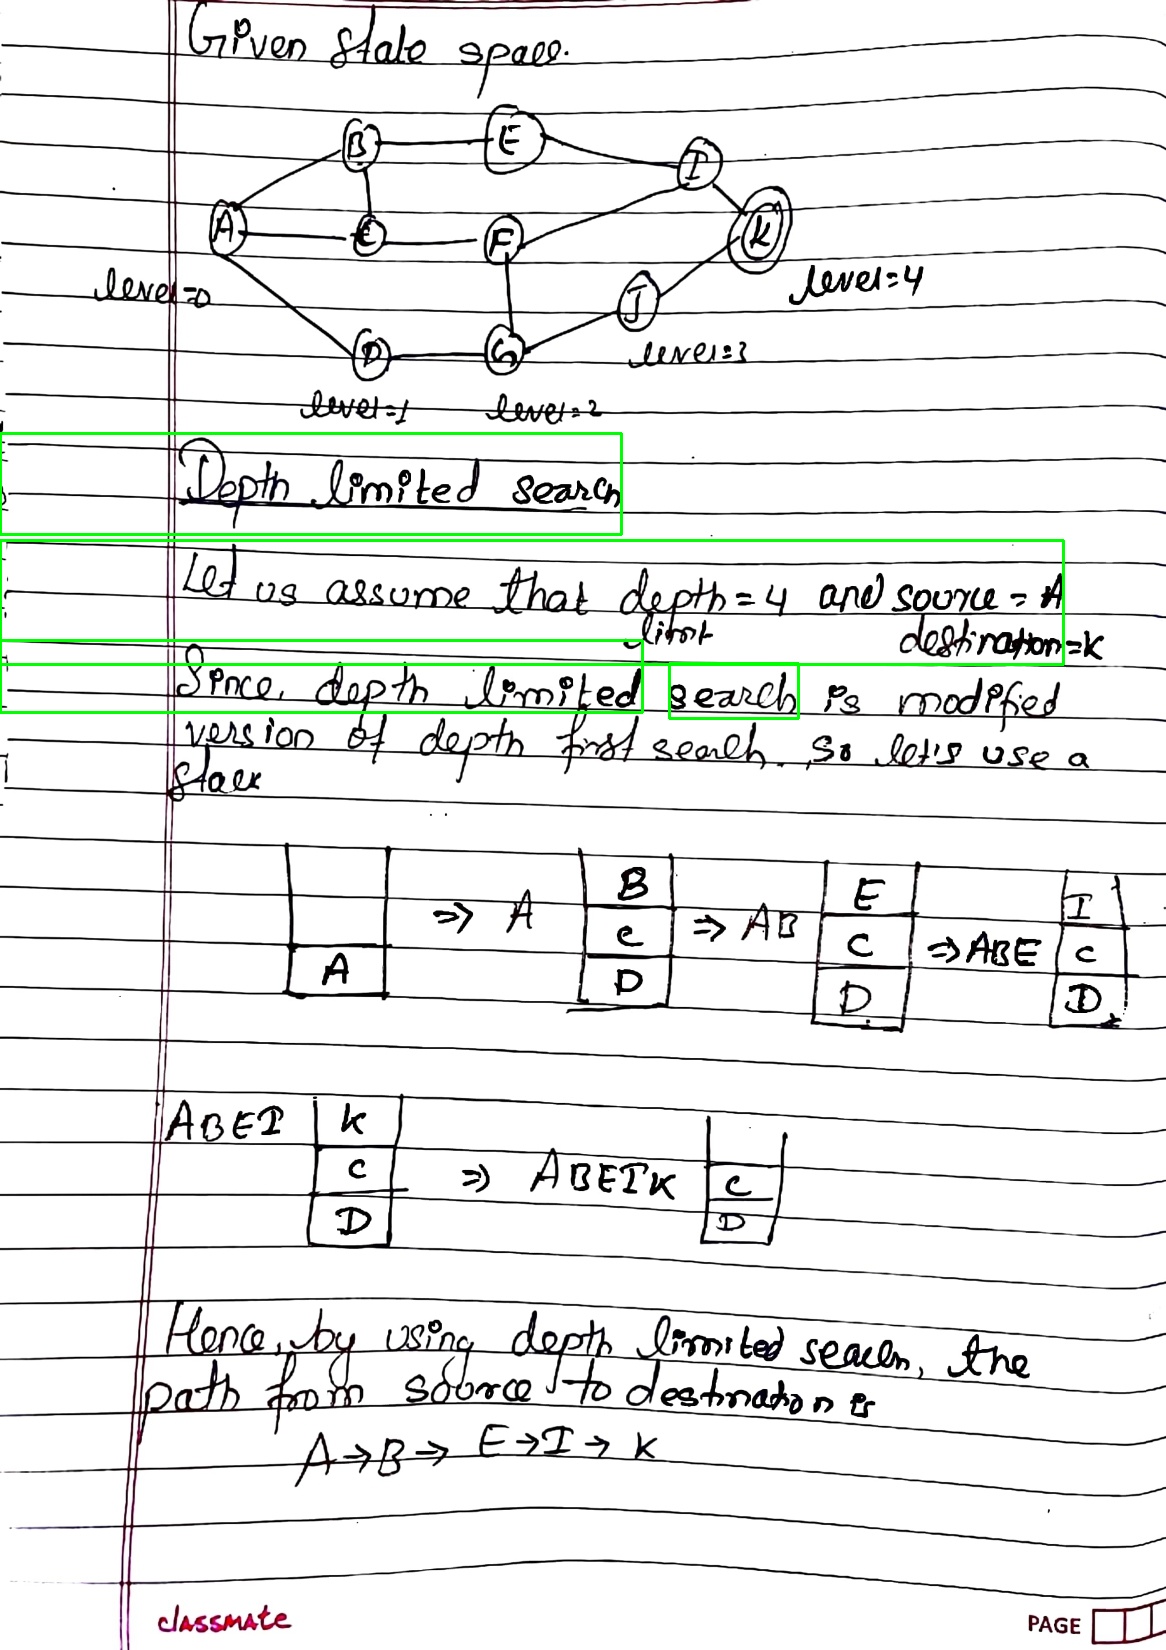 Given state space.
B E I
A C F K
level=0 J level=4
D G level=3
level=1 level=2
Depth limited search
Let us assume that depth = 4 and source = A
limit destination=K
Since, depth limited search is modified
version of depth first search. So let's use a
stack
A ⇒ A B C D ⇒ AB E C D ⇒ ABE I C D
ABEI K C D ⇒ ABEIK C D
Hence, by using depth limited search, the
path from source to destination is
A → B → E → I → K
classmate
PAGE